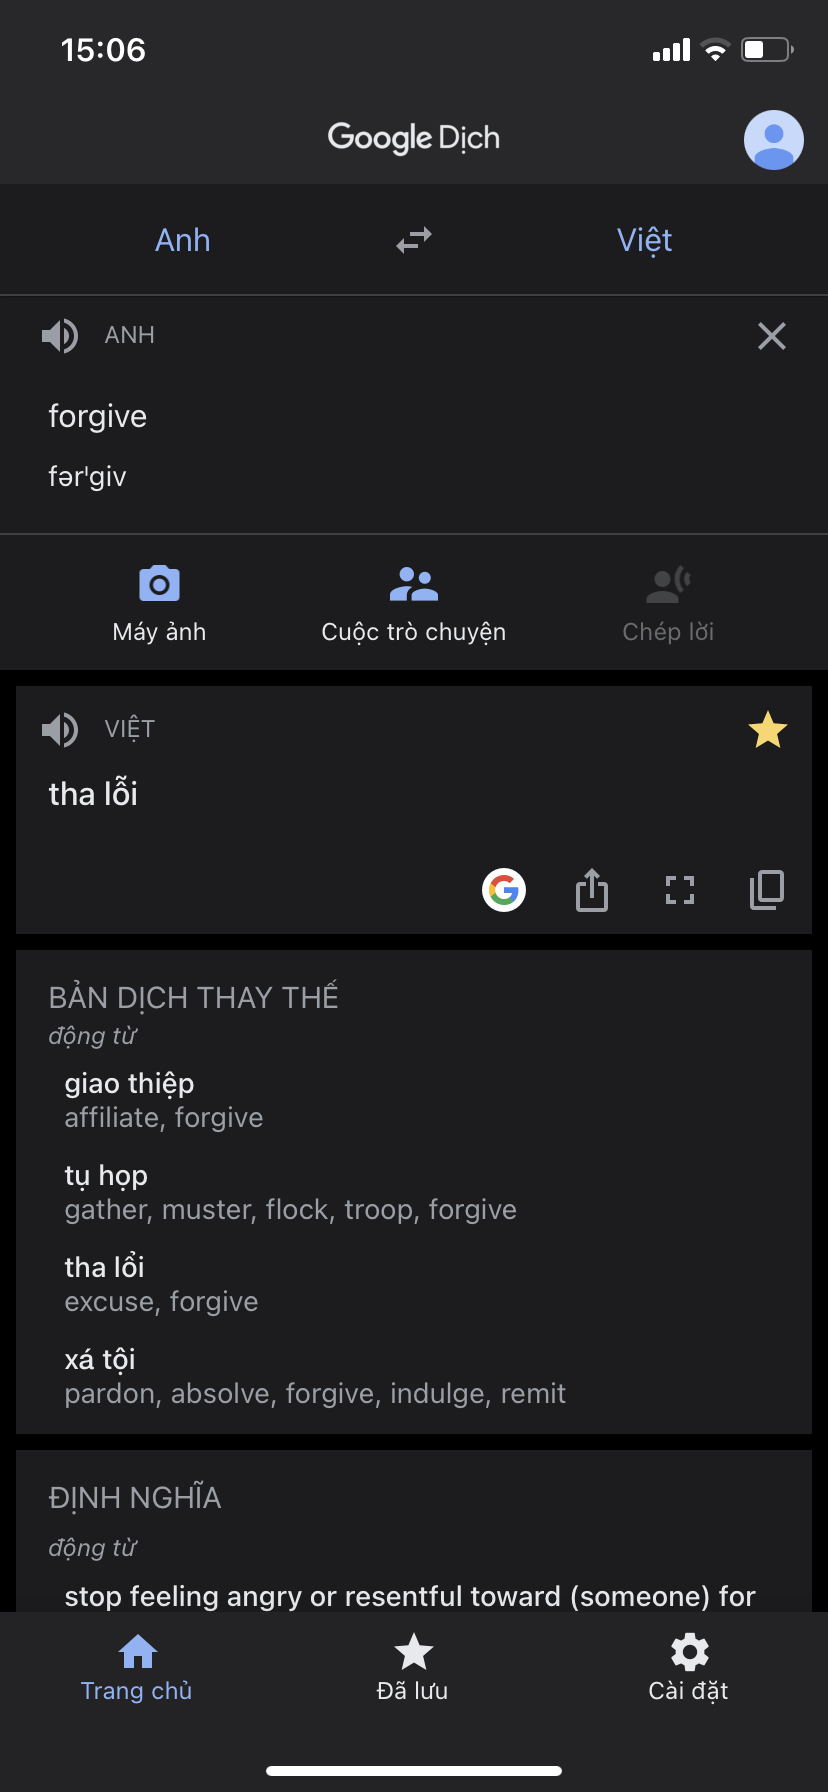 15:06
Google Dịch
Anh
Việt
ANH
forgive
fər'giv
Máy ảnh
Cuộc trò chuyện
Chép lời
VIỆT
tha lỗi
G
BẢN DỊCH THAY THẾ
động từ
giao thiệp
affiliate, forgive
tụ họp
gather, muster, flock, troop, forgive
tha lổi
excuse, forgive
xá tội
pardon, absolve, forgive, indulge, remit
ĐỊNH NGHĨA
động từ
stop feeling angry or resentful toward (someone) for
Trang chủ
Đã lưu
Cài đặt